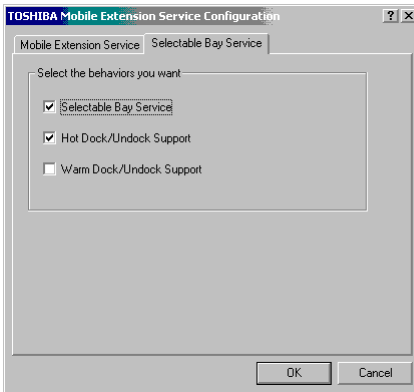 TOSHIBA Mobile Extension Service Configuration
Mobile Extension Service Selectable Bay Service
Select the behaviors you want
Selectable Bay Service
Hot Dock/Undock Support
Warm Dock/Undock Support
OK Cancel